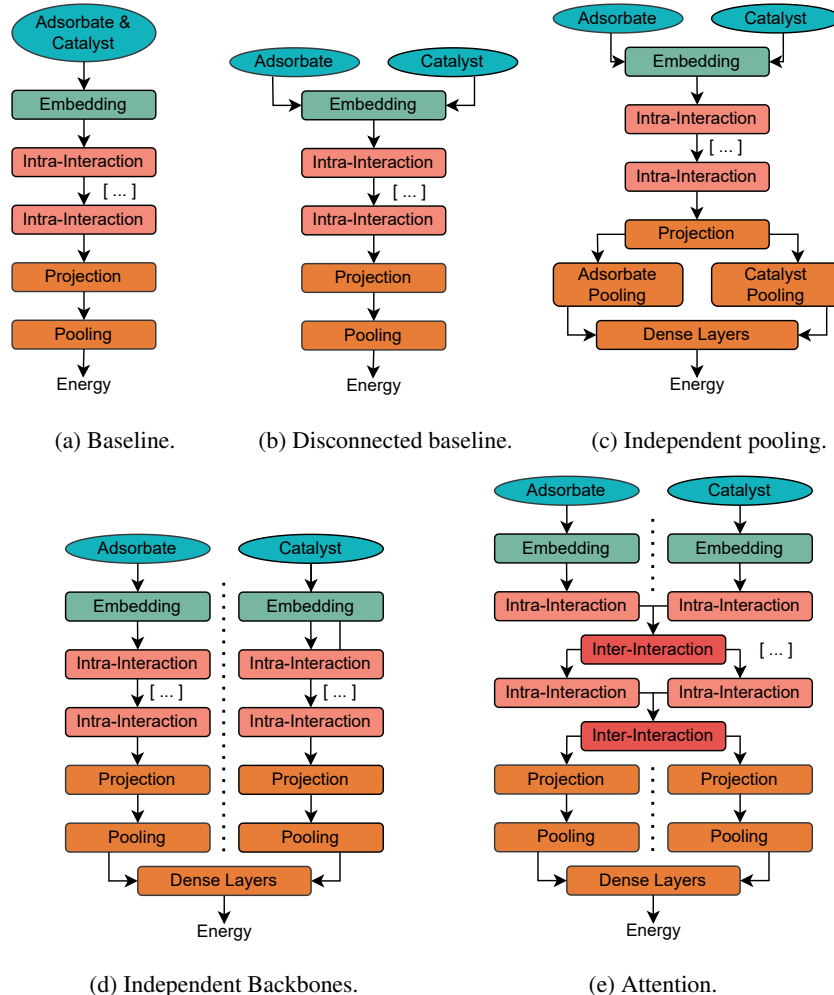 Adsorbate &
Catalyst
Embedding
Intra-Interaction
[ ... ]
Intra-Interaction
Projection
Pooling
Energy
(a) Baseline.
Adsorbate
Catalyst
Embedding
Intra-Interaction
[ ... ]
Intra-Interaction
Projection
Pooling
Energy
(b) Disconnected baseline.
Adsorbate
Catalyst
Embedding
Intra-Interaction
[ ... ]
Intra-Interaction
Projection
Adsorbate
Pooling
Catalyst
Pooling
Dense Layers
Energy
(c) Independent pooling.
Adsorbate
Catalyst
Embedding
Embedding
Intra-Interaction
Intra-Interaction
[ ... ]
[ ... ]
Intra-Interaction
Intra-Interaction
Projection
Projection
Pooling
Pooling
Dense Layers
Energy
(d) Independent Backbones.
Adsorbate
Catalyst
Embedding
Embedding
Intra-Interaction
Intra-Interaction
Inter-Interaction
[ ... ]
Intra-Interaction
Intra-Interaction
Inter-Interaction
Projection
Projection
Pooling
Pooling
Dense Layers
Energy
(e) Attention.